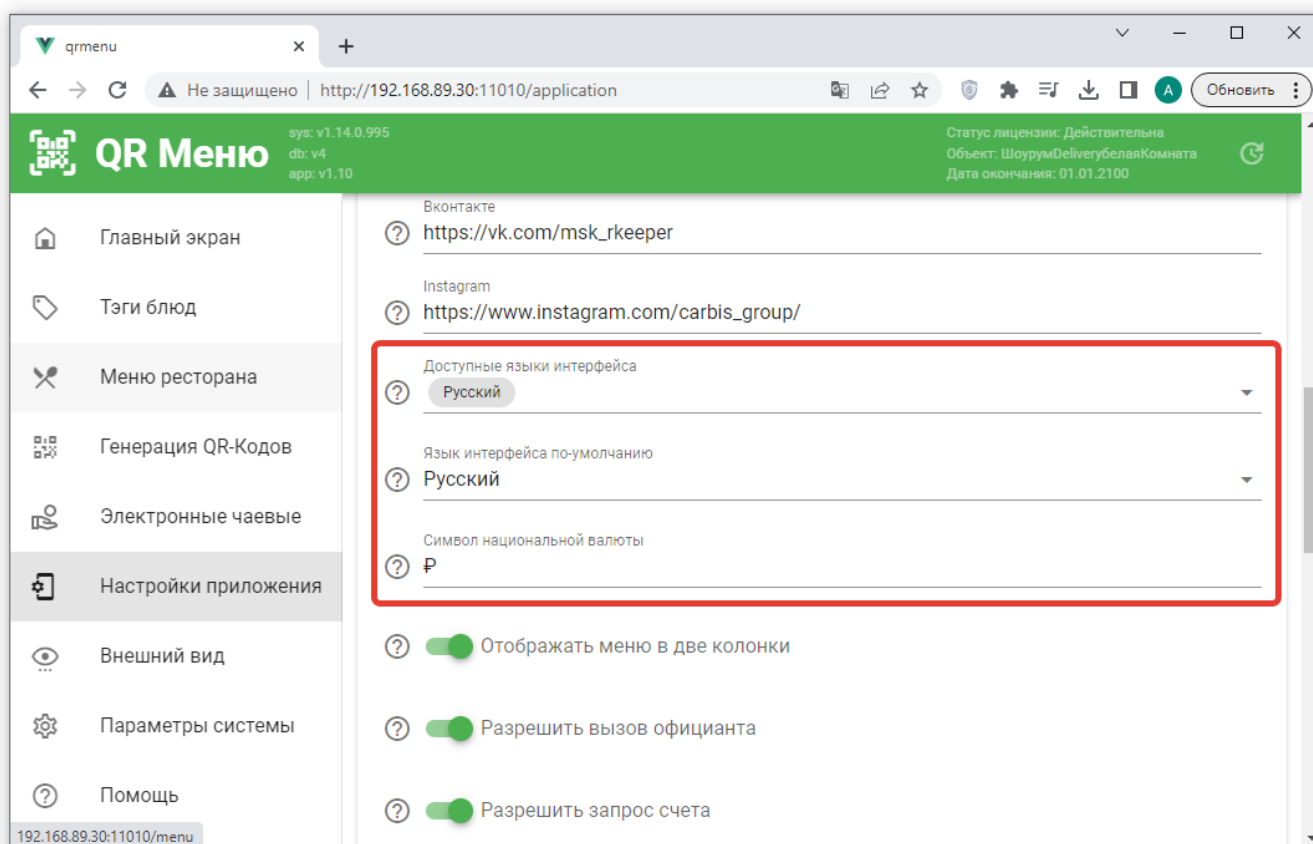 qrmenu
Не защищено | http://192.168.89.30:11010/application
A
Обновить
QR Меню
sys: v1.14.0.995
db: v4
app: v1.10
Статус лицензии: Действительна
Объект: ШоурумDeliveryбелаяКомната
Дата окончания: 01.01.2100
Главный экран
Тэги блюд
Меню ресторана
Генерация QR-Кодов
Электронные чаевые
Настройки приложения
Внешний вид
Параметры системы
Помощь
Вконтакте
https://vk.com/msk_rkeeper
Instagram
https://www.instagram.com/carbis_group/
Доступные языки интерфейса
Русский
Язык интерфейса по-умолчанию
Русский
Символ национальной валюты
₽
Отображать меню в две колонки
Разрешить вызов официанта
Разрешить запрос счета
192.168.89.30:11010/menu